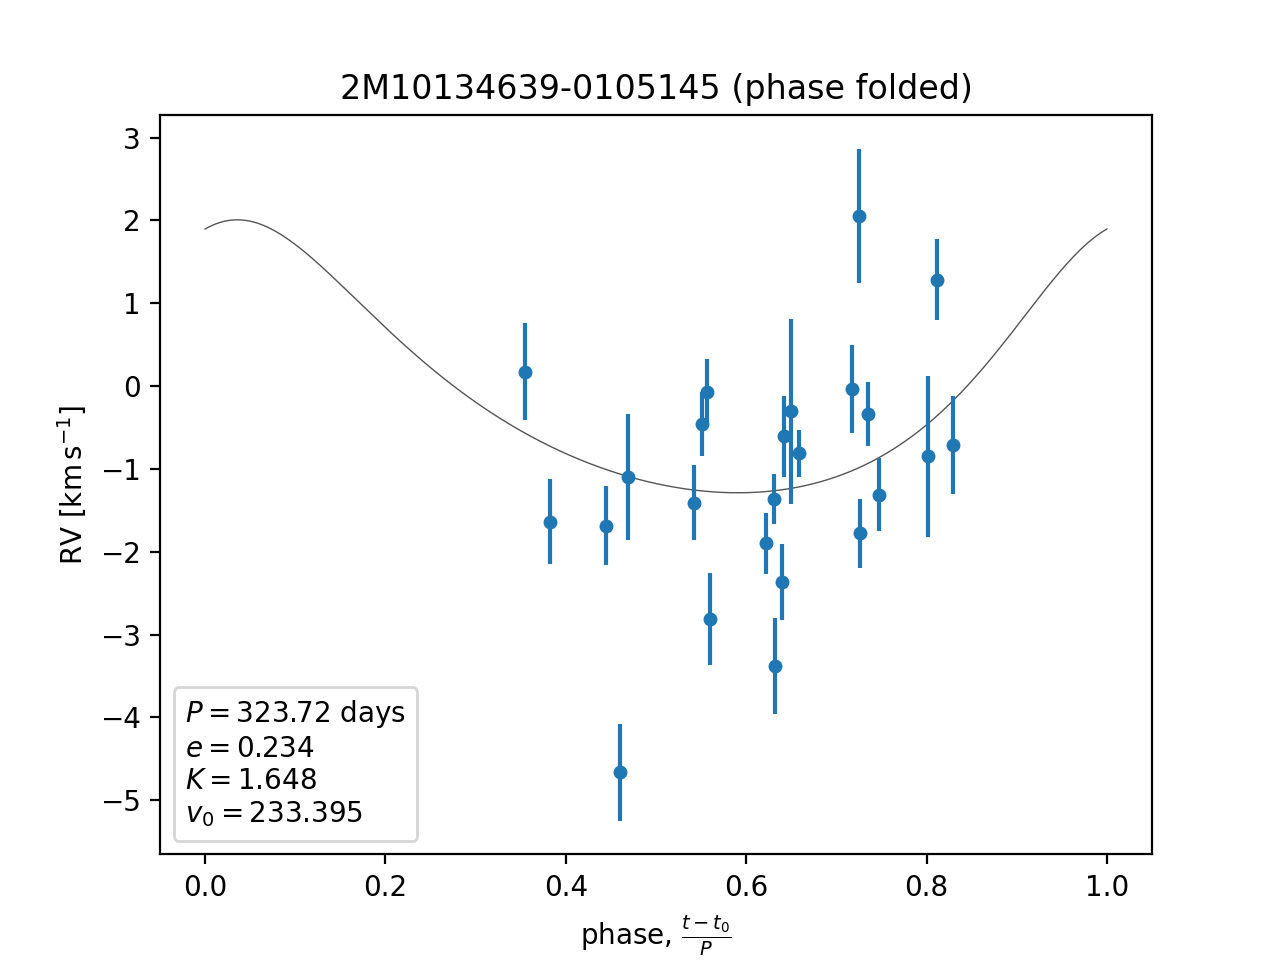 2M10134639-0105145 (phase folded)
3
2
1
0
−1
−2
−3
−4
−5
RV [km s⁻¹]
P = 323.72 days
e = 0.234
K = 1.648
v₀ = 233.395
0.0 0.2 0.4 0.6 0.8 1.0
phase, (t − t₀)/P